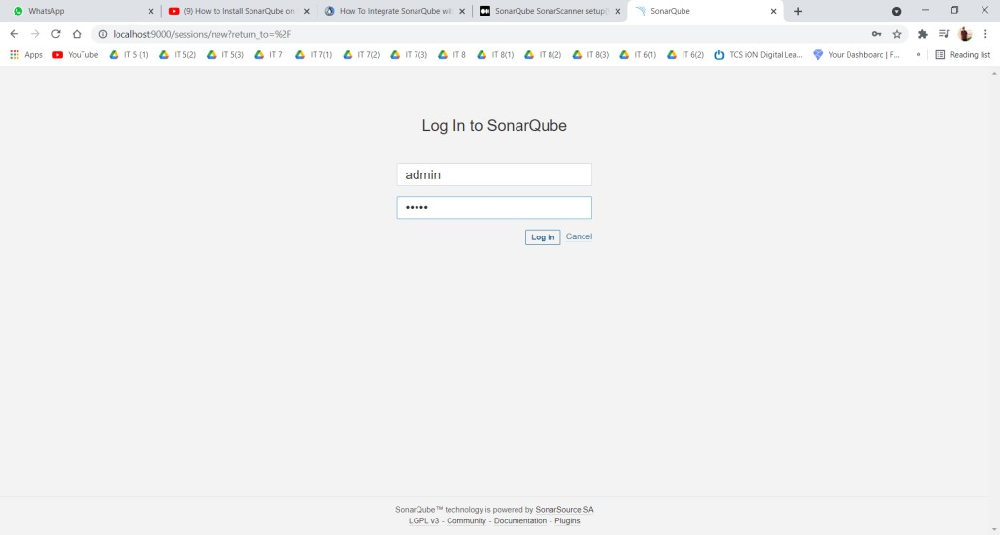 WhatsApp
(9) How to Install SonarQube on
How To Integrate SonarQube wit
SonarQube SonarScanner setup(
SonarQube
localhost:9000/sessions/new?return_to=%2F
Apps YouTube IT 5 (1) IT 5(2) IT 5(3) IT 7 IT 7(1) IT 7(2) IT 7(3) IT 8 IT 8(1) IT 8(2) IT 8(3) IT 6(1) IT 6(2) TCS iON Digital Lea... Your Dashboard | F... » Reading list
Log In to SonarQube
admin
•••••
Log in Cancel
SonarQube™ technology is powered by SonarSource SA
LGPL v3 - Community - Documentation - Plugins